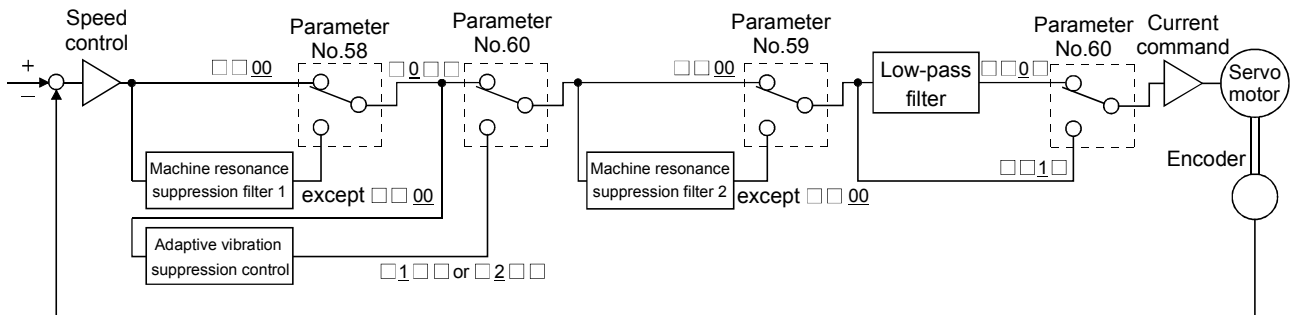 Speed
control
Parameter
No.58
Parameter
No.60
Parameter
No.59
Parameter
No.60
Current
command
+
−
□□00
□0□□
□□00
Low-pass
filter
□□0□
Servo
motor
Machine resonance
suppression filter 1
except □□00
Machine resonance
suppression filter 2
except □□00
□□1□
Encoder
Adaptive vibration
suppression control
□1□□ or □2□□